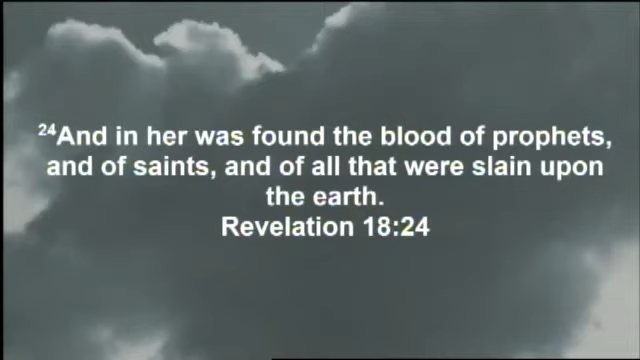 24And in her was found the blood of prophets,
and of saints, and of all that were slain upon
the earth.
Revelation 18:24